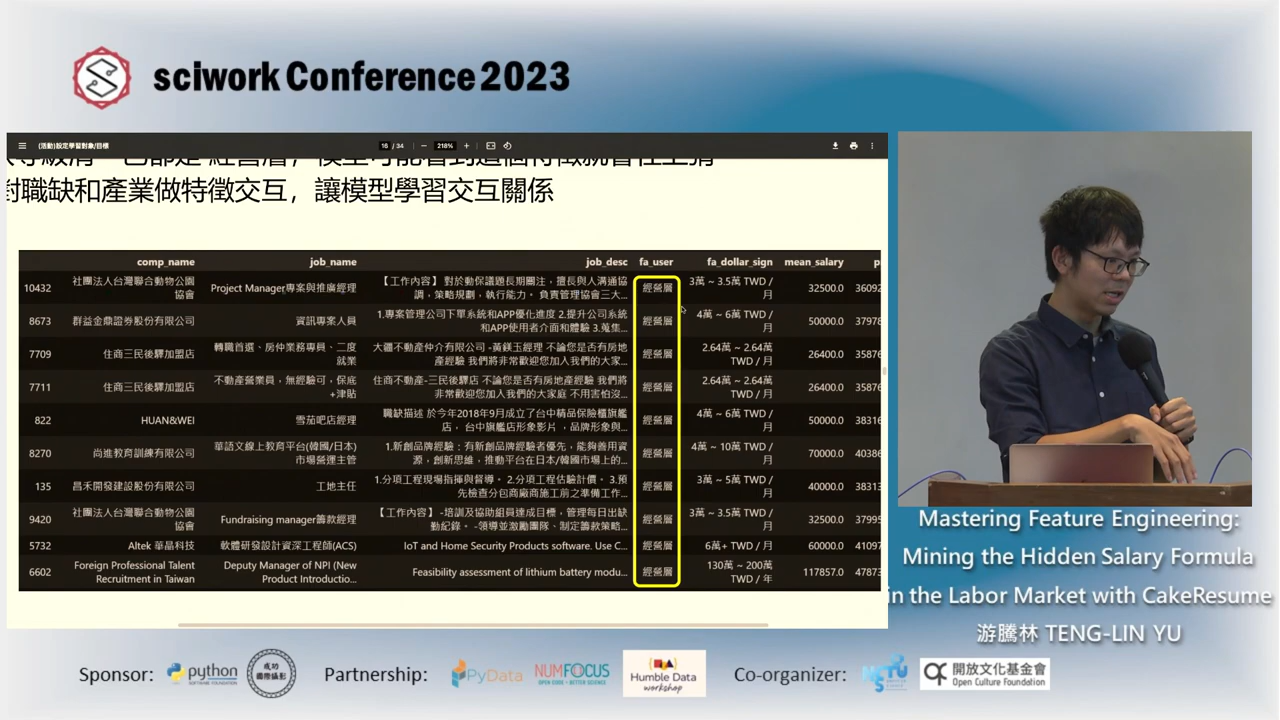 sciwork Conference 2023
(活動)設定學習對象/目標
16 / 34
218%
對職缺和產業做特徵交互，讓模型學習交互關係
comp_name job_name job_desc fa_user fa_dollar_sign mean_salary
10432 社團法人台灣聯合動物公園協會 Project Manager專案與推廣經理 【工作內容】 對於動保議題長期關注，擅長與人溝通協調，策略規劃，執行能力。 負責管理協會三大... 經營層 3萬 ~ 3.5萬 TWD / 月 32500.0 36092
8673 群益金鼎證券股份有限公司 資訊專案人員 1.專案管理公司下單系統和APP優化進度 2.提升公司系統和APP使用者介面和體驗 3.蒐集... 經營層 4萬 ~ 6萬 TWD / 月 50000.0 37978
7709 住商三民後驛加盟店 轉職首選、房仲業務專員、二度就業 大疆不動產仲介有限公司 -黃鎂玉經理 不論您是否有房地產經驗 我們將非常歡迎您加入我們的大家... 經營層 2.64萬 ~ 2.64萬 TWD / 月 26400.0 35876
7711 住商三民後驛加盟店 不動產營業員，無經驗可，保底+津貼 住商不動產-三民後驛店 不論您是否有房地產經驗 我們將非常歡迎您加入我們的大家庭 不用害怕沒... 經營層 2.64萬 ~ 2.64萬 TWD / 月 26400.0 35876
822 HUAN&WEI 雪茄吧店經理 職缺描述 於今年2018年9月成立了台中精品保險櫃旗艦店， 台中旗艦店形象影片 ，品牌形象與... 經營層 4萬 ~ 6萬 TWD / 月 50000.0 38316
8270 尚進教育訓練有限公司 華語文線上教育平台(韓國/日本)市場營運主管 1.新創品牌經驗：有新創品牌經驗者優先，能夠善用資源，創新思維，推動平台在日本/韓國市場上的... 經營層 4萬 ~ 10萬 TWD / 月 70000.0 40386
135 昌禾開發建設股份有限公司 工地主任 1.分項工程現場指揮與督導。 2.分項工程估驗計價。 3.預先檢查分包商廠商施工前之準備工作... 經營層 3萬 ~ 5萬 TWD / 月 40000.0 38313
9420 社團法人台灣聯合動物公園協會 Fundraising manager籌款經理 【工作內容】 -培訓及協助組員達成目標，管理每日出缺勤紀錄。 -領導並激勵團隊、制定籌款策略... 經營層 3萬 ~ 3.5萬 TWD / 月 32500.0 37995
5732 Altek 華晶科技 軟體研發設計資深工程師(ACS) IoT and Home Security Products software. Use C... 經營層 6萬+ TWD / 月 60000.0 41097
6602 Foreign Professional Talent Recruitment in Taiwan Deputy Manager of NPI (New Product Introductio... Feasibility assessment of lithium battery modu... 經營層 130萬 ~ 200萬 TWD / 年 117857.0 47873
Mastering Feature Engineering:
Mining the Hidden Salary Formula
in the Labor Market with CakeResume
游騰林 TENG-LIN YU
Sponsor: python 成功國際攝影 Partnership: PyData NUMFOCUS Humble Data workshop Co-organizer: 開放文化基金會 Open Culture Foundation
OPEN CODE = BETTER SCIENCE